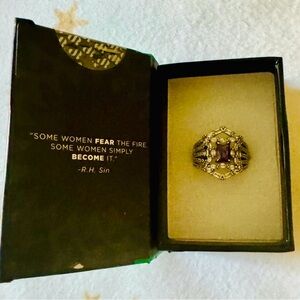 "SOME WOMEN FEAR THE FIRE
SOME WOMEN SIMPLY
BECOME IT."
-R.H. Sin